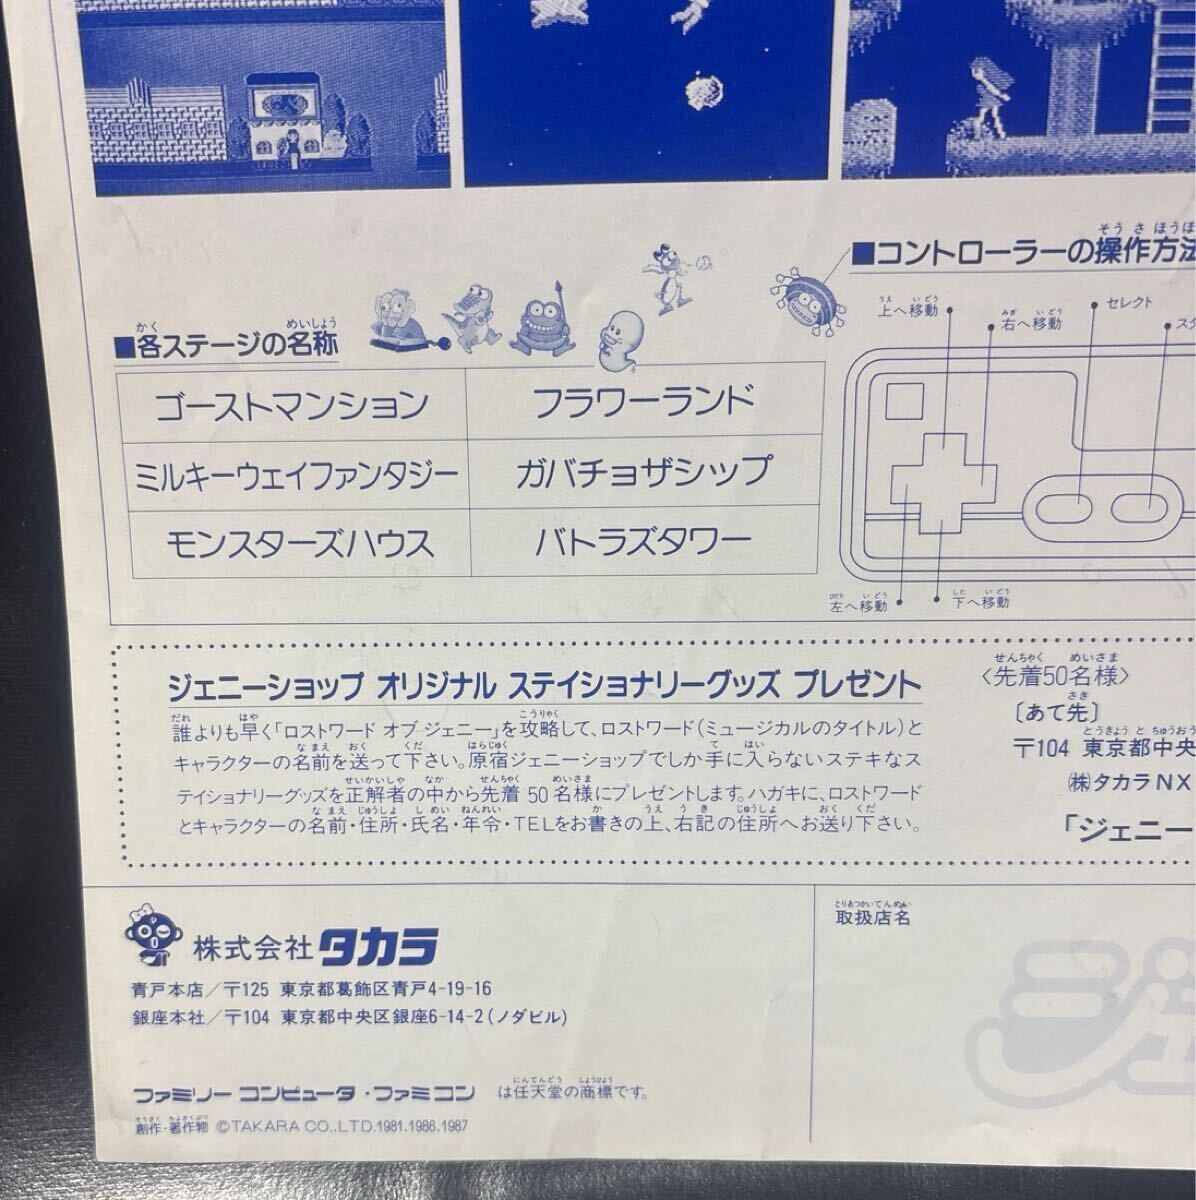 ■コントローラーの操作方法
上へ移動
右へ移動
セレクト
■各ステージの名称
ゴーストマンション
フラワーランド
ミルキーウェイファンタジー
ガバチョザシップ
モンスターズハウス
バトラズタワー
左へ移動
下へ移動
ジェニーショップ オリジナル ステイショナリーグッズ プレゼント
誰よりも早く「ロストワード オブ ジェニー」を攻略して、ロストワード(ミュージカルのタイトル)と
キャラクターの名前を送って下さい。原宿ジェニーショップでしか手に入らないステキなス
テイショナリーグッズを正解者の中から先着50名様にプレゼントします。ハガキに、ロストワード
とキャラクターの名前・住所・氏名・年令・TELをお書きの上、右記の住所へお送り下さい。
〈先着50名様〉
〔あて先〕
〒104 東京都中央
㈱タカラNX
「ジェニー
株式会社タカラ
青戸本店/〒125 東京都葛飾区青戸4-19-16
銀座本社/〒104 東京都中央区銀座6-14-2(ノダビル)
取扱店名
ジェ
ファミリーコンピュータ・ファミコン は任天堂の商標です。
創作・著作物 ©TAKARA CO.,LTD.1981.1986.1987